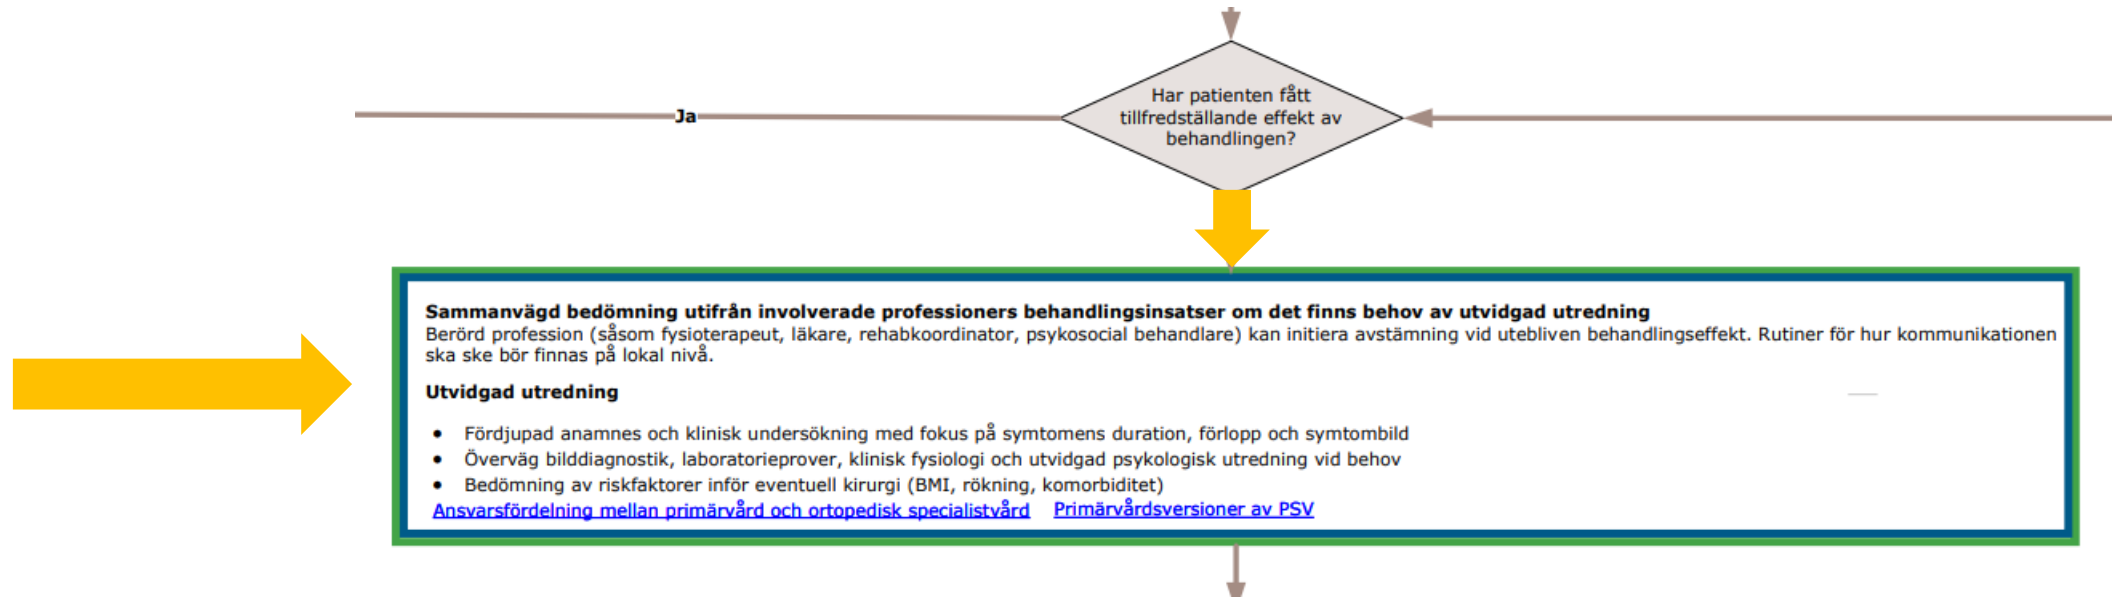 Har patienten fått
tillfredställande effekt av
behandlingen?
Ja
Sammanvägd bedömning utifrån involverade professioners behandlingsinsatser om det finns behov av utvidgad utredning
Berörd profession (såsom fysioterapeut, läkare, rehabkoordinator, psykosocial behandlare) kan initiera avstämning vid utebliven behandlingseffekt. Rutiner för hur kommunikationen
ska ske bör finnas på lokal nivå.
Utvidgad utredning
• Fördjupad anamnes och klinisk undersökning med fokus på symtomens duration, förlopp och symtombild
• Överväg bilddiagnostik, laboratorieprover, klinisk fysiologi och utvidgad psykologisk utredning vid behov
• Bedömning av riskfaktorer inför eventuell kirurgi (BMI, rökning, komorbiditet)
Ansvarsfördelning mellan primärvård och ortopedisk specialistvård Primärvårdsversioner av PSV